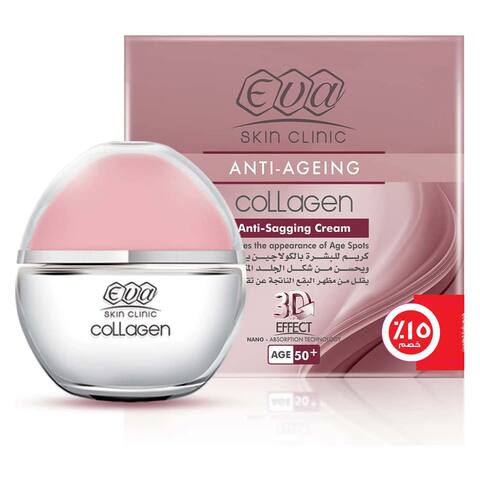 Eva
SKIN CLINIC
ANTI-AGEING
coLLagen
Anti-Sagging Cream
the appearance of Age Spots
كريم للبشرة بالكولاجين
ويحسن من شكل الجلد
يقلل من مظهر البقع الناتجة عن
3D
EFFECT
NANO - ABSORPTION TECHNOLOGY
AGE 50+
٪١٥
خصم
Eva
SKIN CLINIC
coLLagen